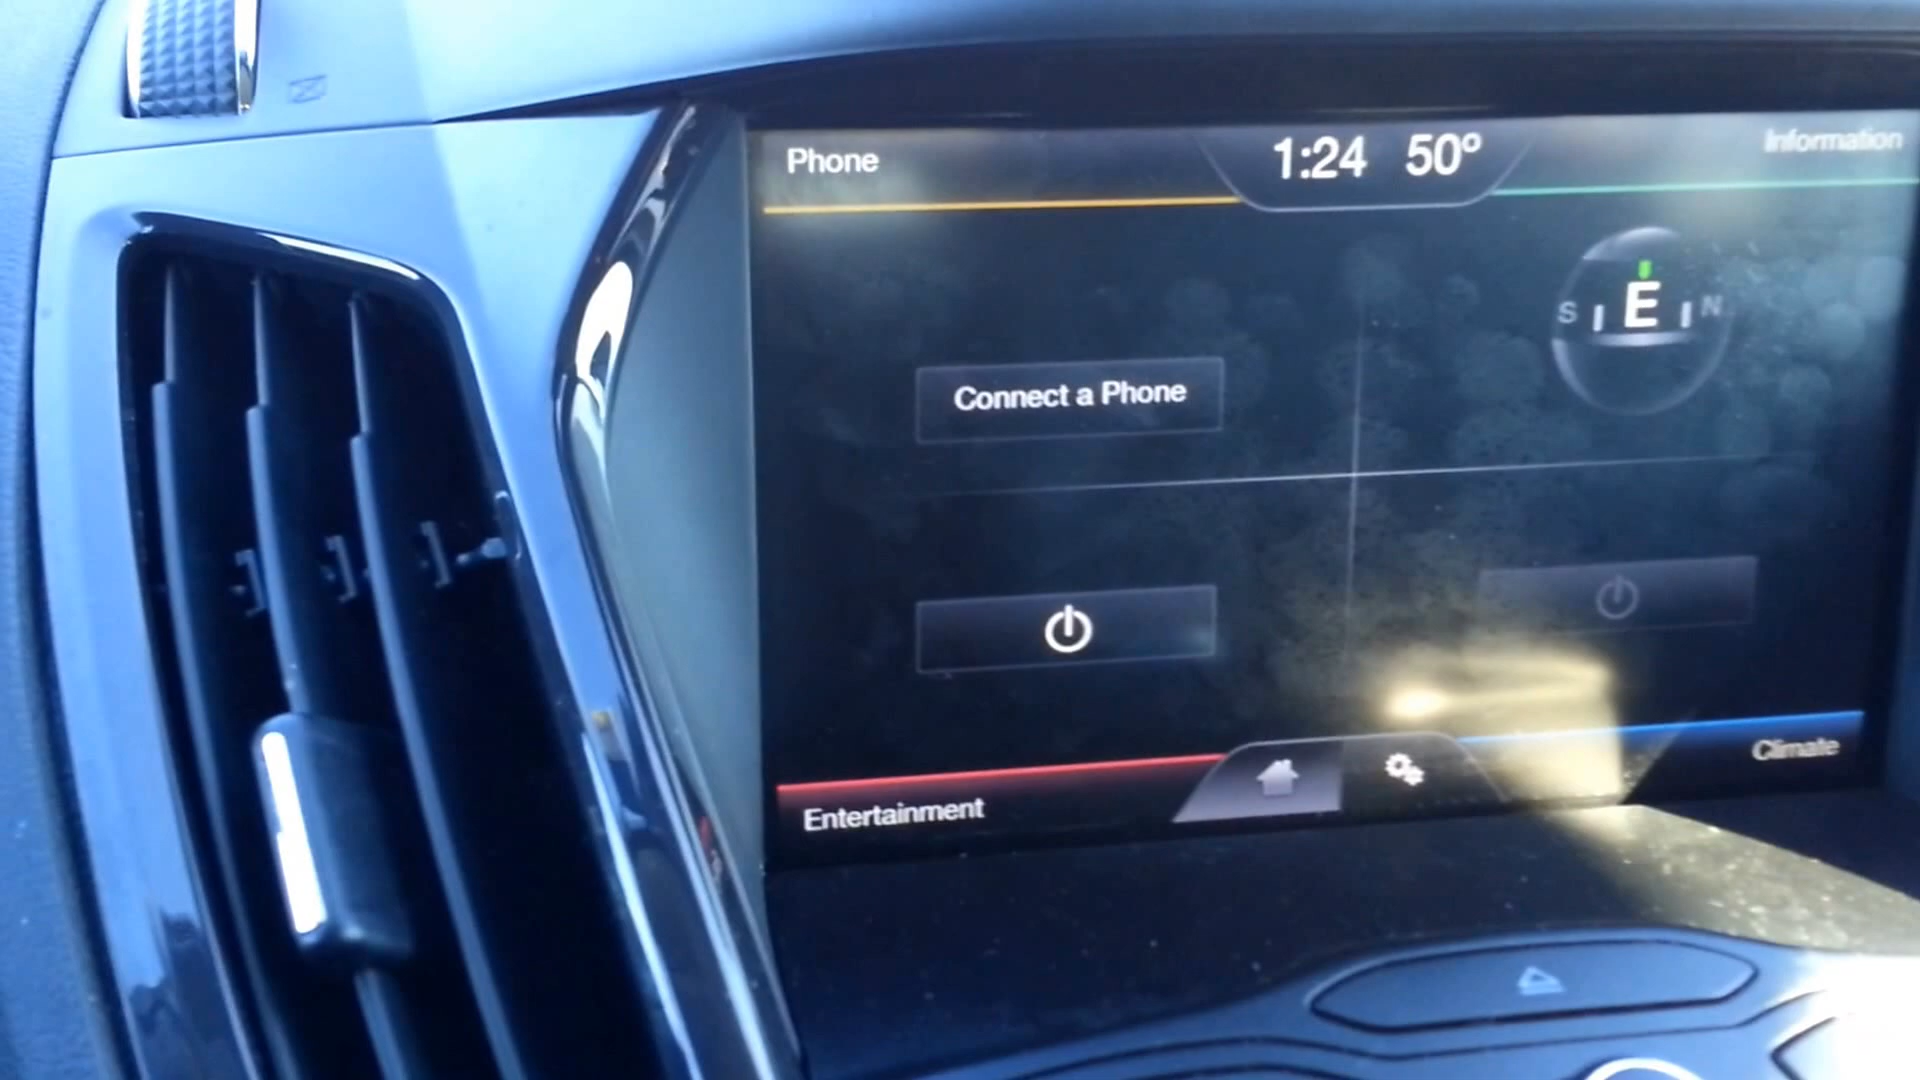 Phone
1:24 50°
Information
S E N
Connect a Phone
Entertainment
Climate